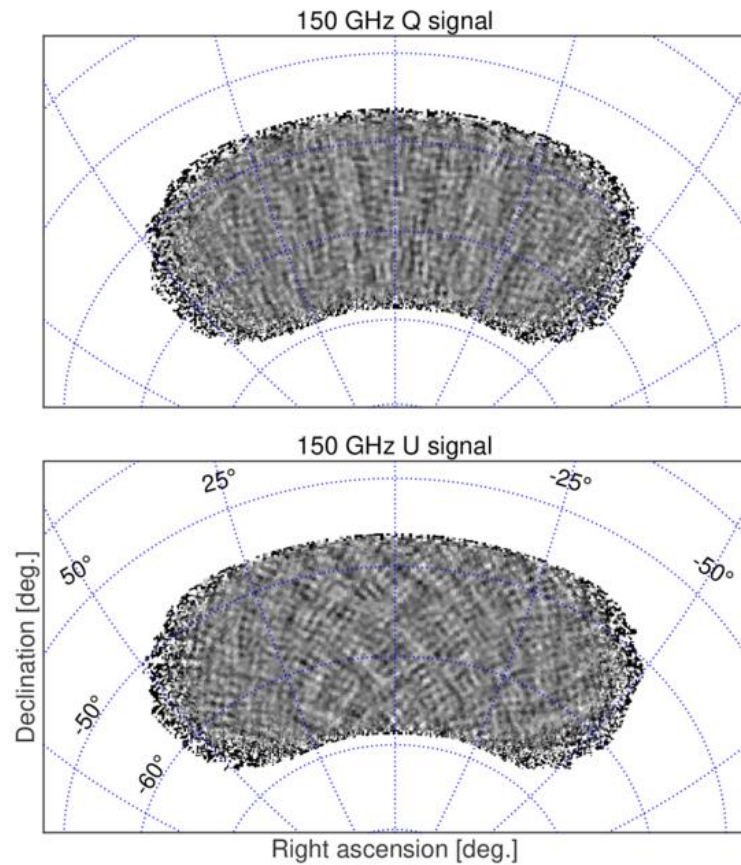 150 GHz Q signal
150 GHz U signal
25°
-25°
50°
-50°
Declination [deg.]
-50°
-60°
Right ascension [deg.]